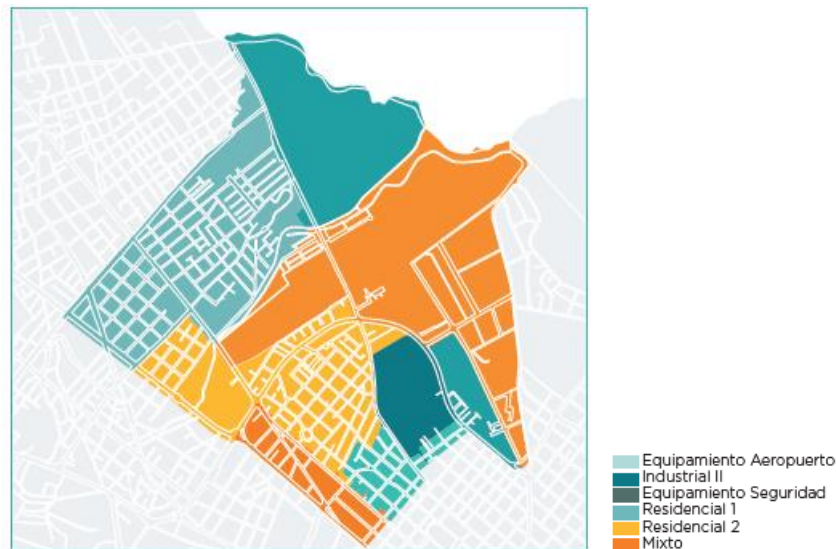 Equipamiento Aeropuerto
Industrial II
Equipamiento Seguridad
Residencial 1
Residencial 2
Mixto